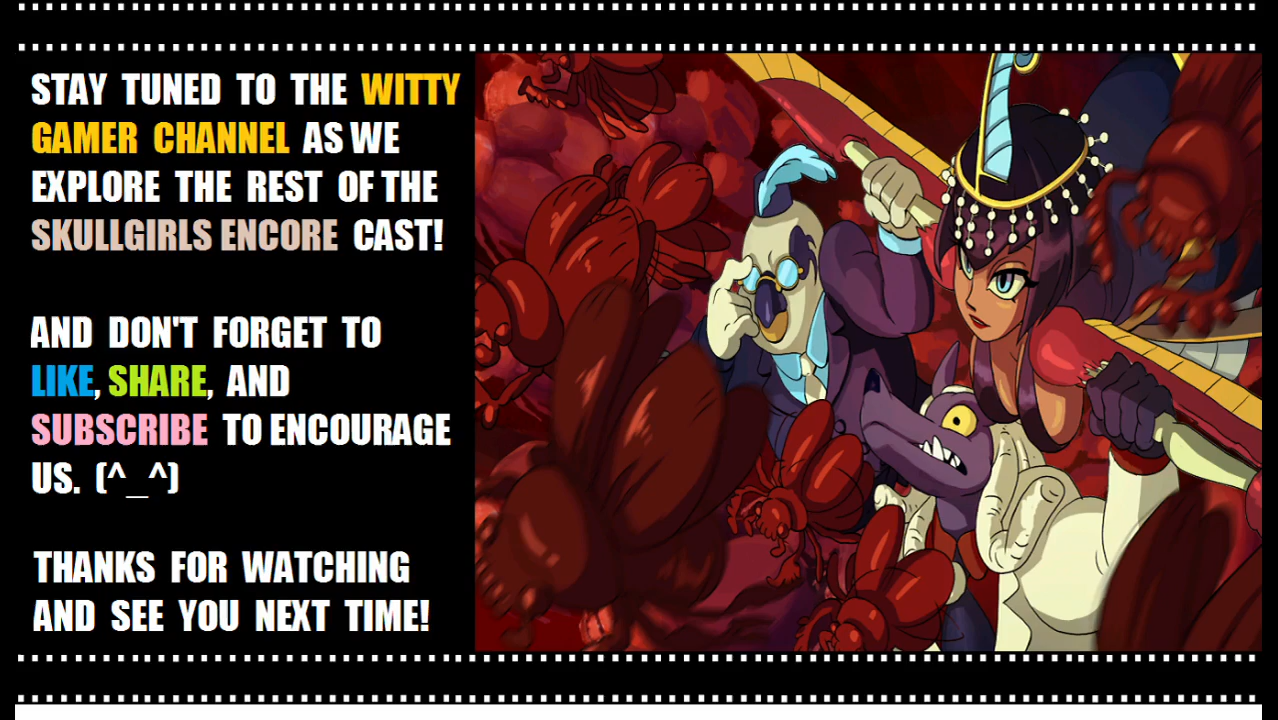 STAY TUNED TO THE WITTY
GAMER CHANNEL AS WE
EXPLORE THE REST OF THE
SKULLGIRLS ENCORE CAST!
AND DON'T FORGET TO
LIKE, SHARE, AND
SUBSCRIBE TO ENCOURAGE
US. (^_^)
THANKS FOR WATCHING
AND SEE YOU NEXT TIME!